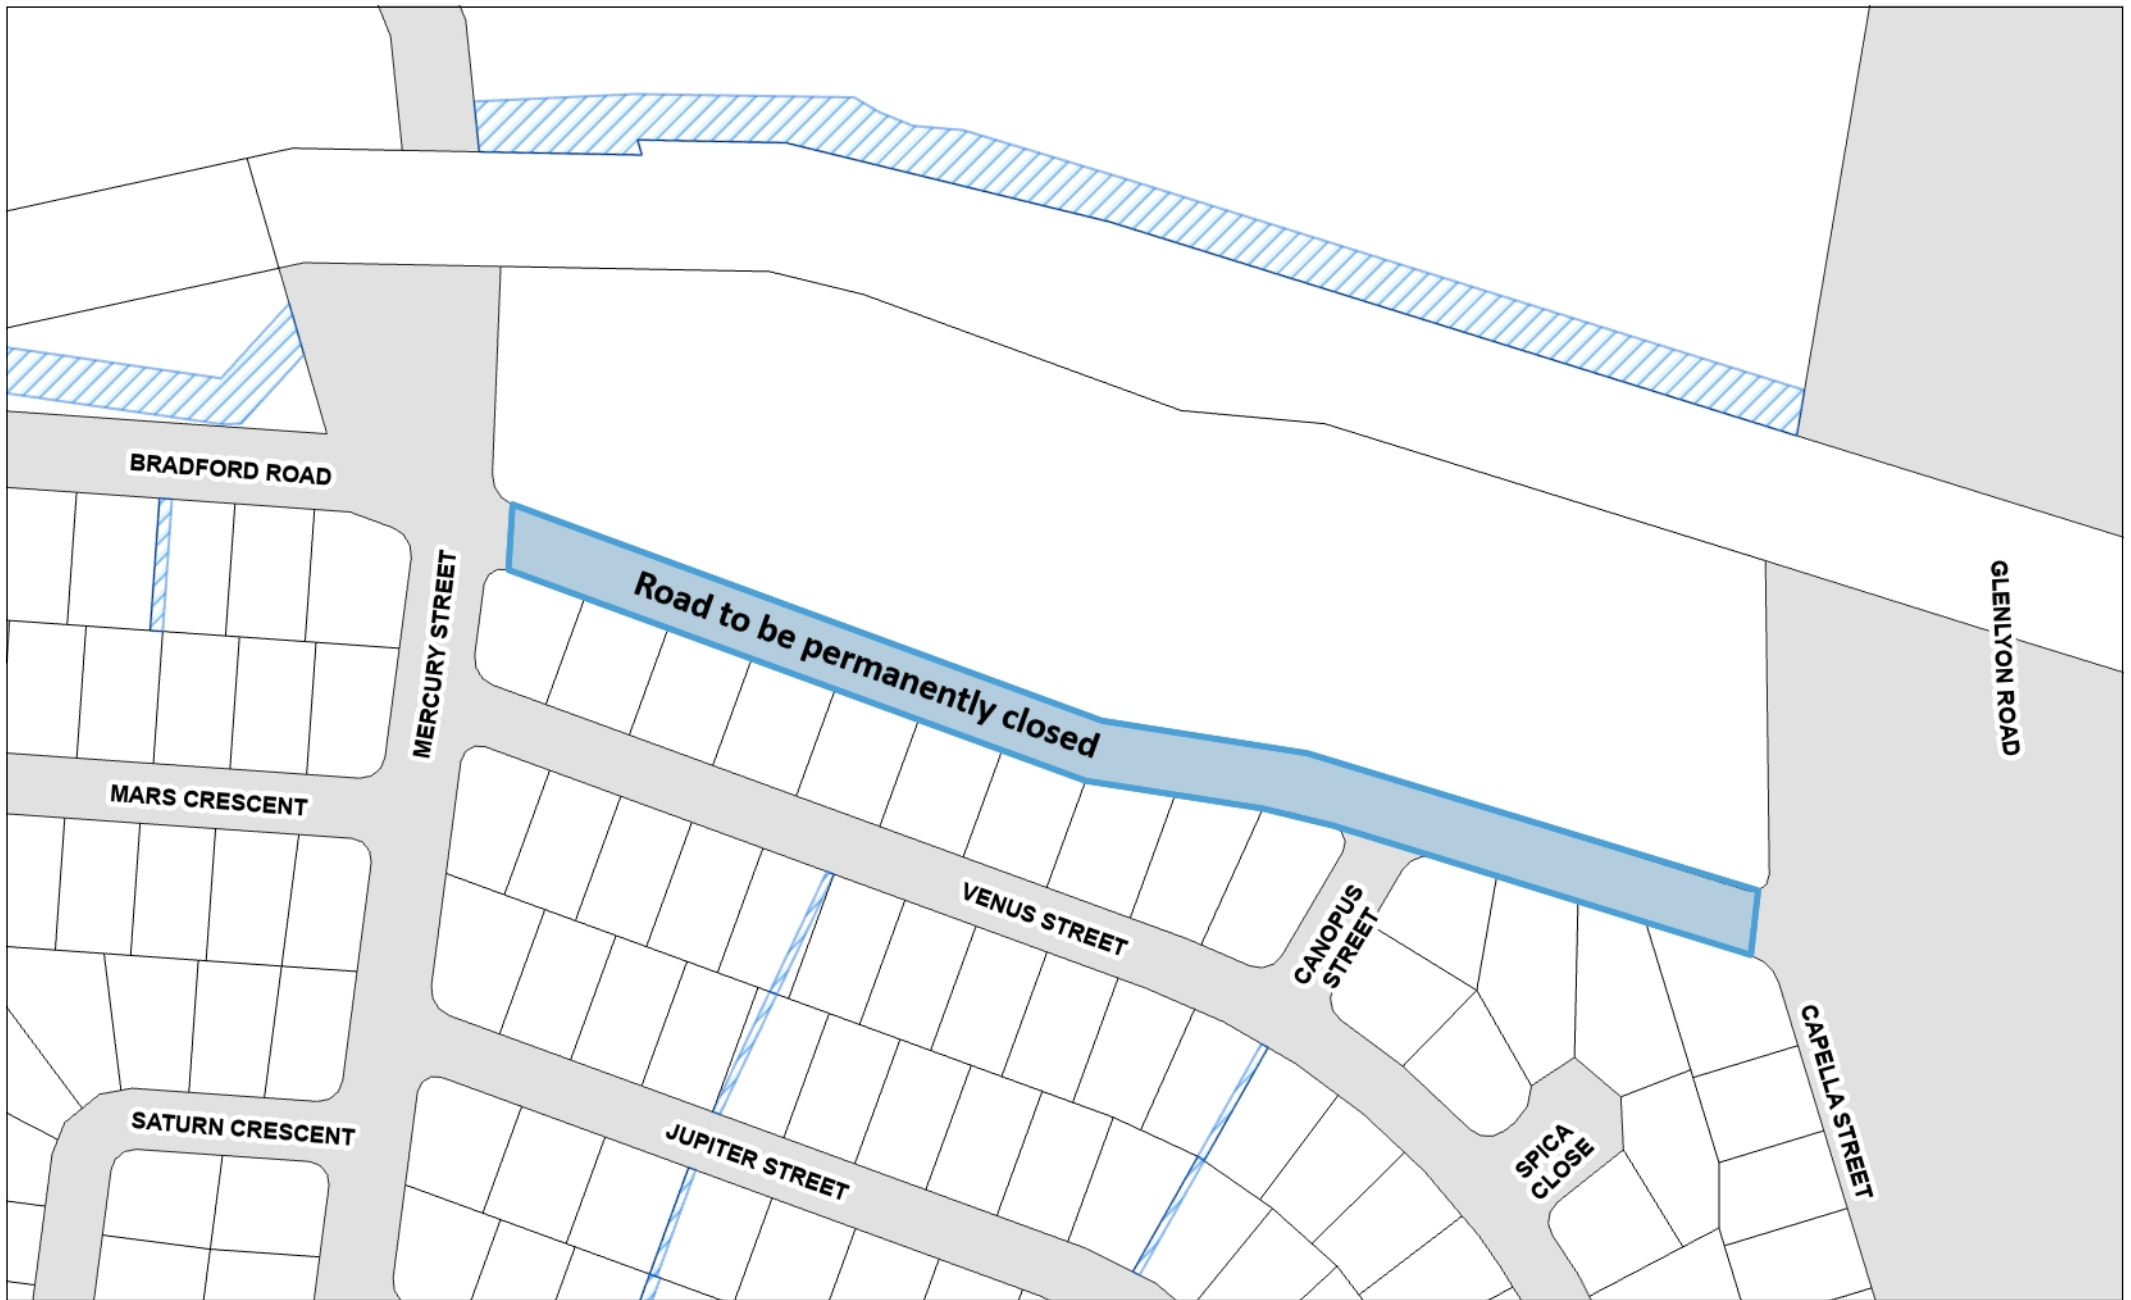 BRADFORD ROAD
MERCURY STREET
Road to be permanently closed
GLENLYON ROAD
MARS CRESCENT
VENUS STREET
CANOPUS
STREET
CAPELLA STREET
SATURN CRESCENT
JUPITER STREET
SPICA
CLOSE